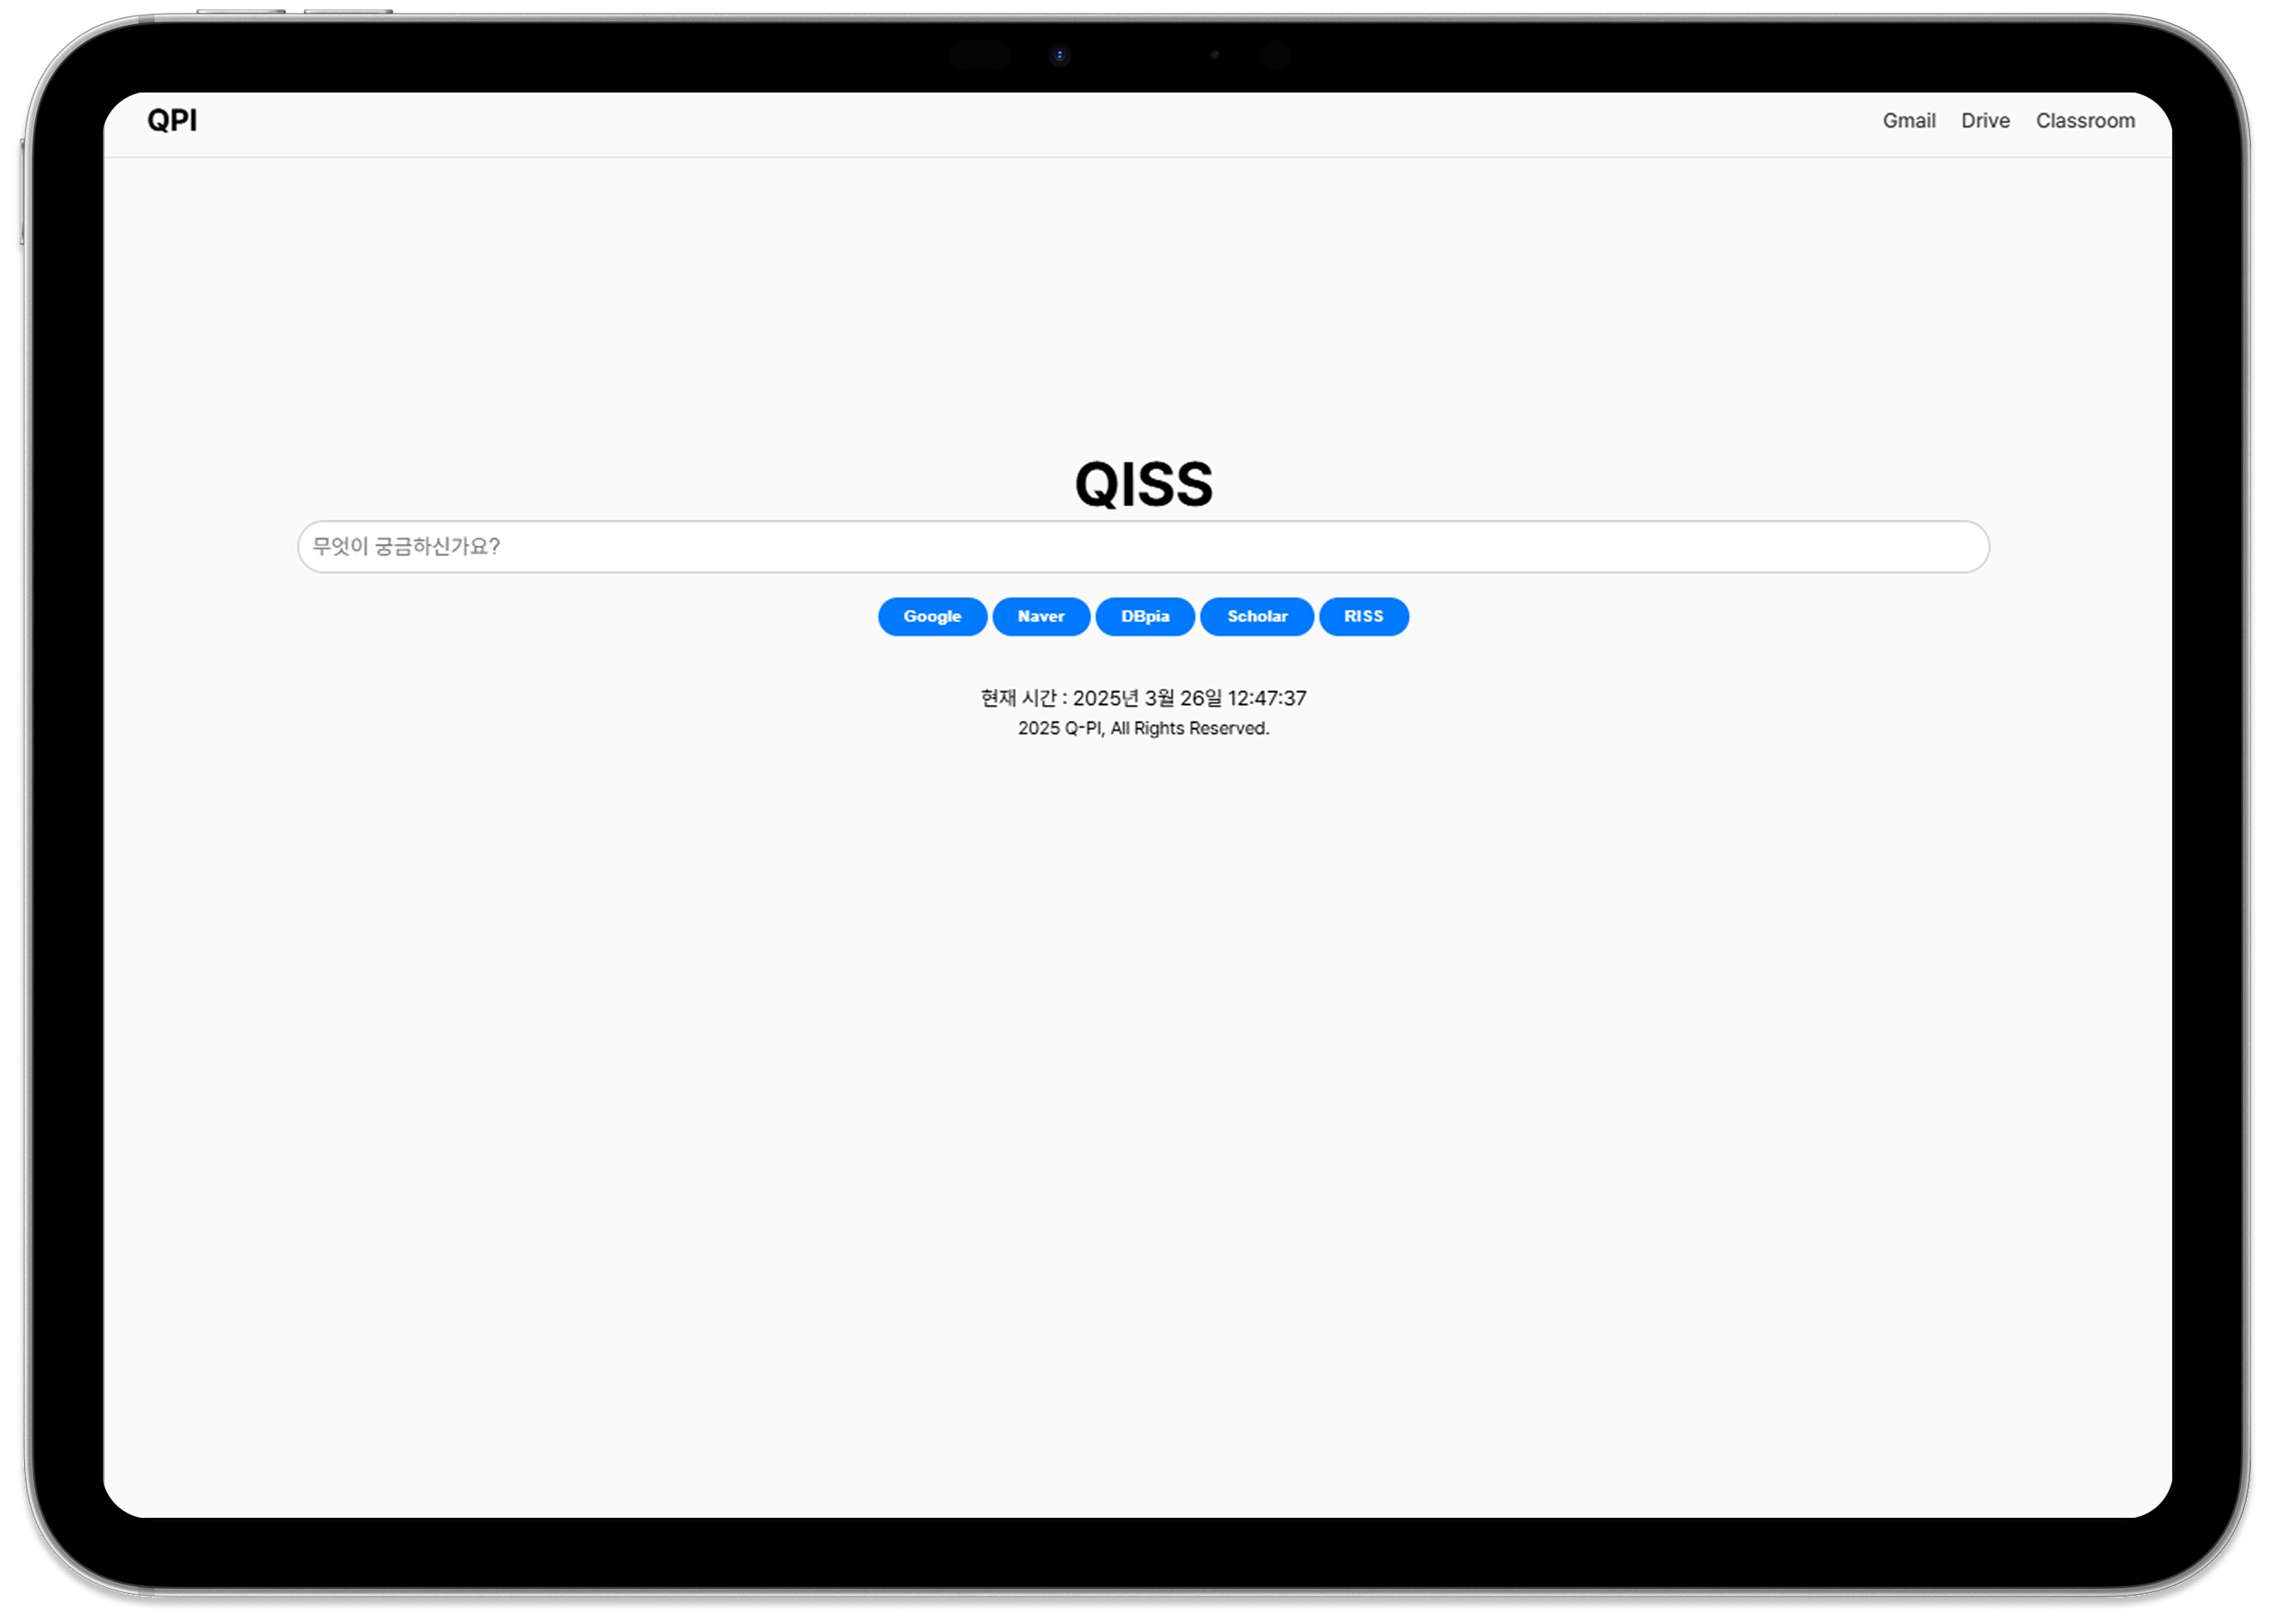 QPI Gmail Drive Classroom
QISS
무엇이 궁금하신가요?
Google Naver DBpia Scholar RISS
현재 시간 : 2025년 3월 26일 12:47:37
2025 Q-PI, All Rights Reserved.